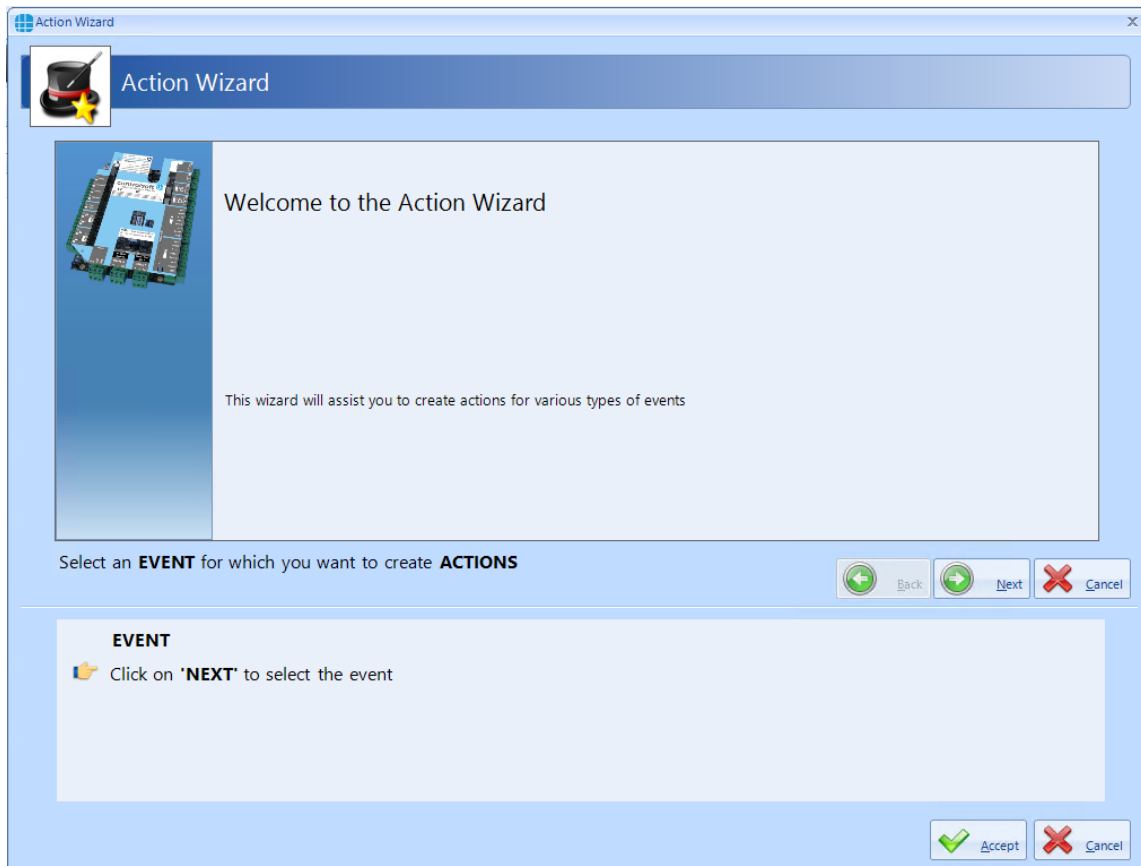 Action Wizard
Action Wizard
Welcome to the Action Wizard
This wizard will assist you to create actions for various types of events
Select an EVENT for which you want to create ACTIONS
Back
Next
Cancel
EVENT
Click on 'NEXT' to select the event
Accept
Cancel